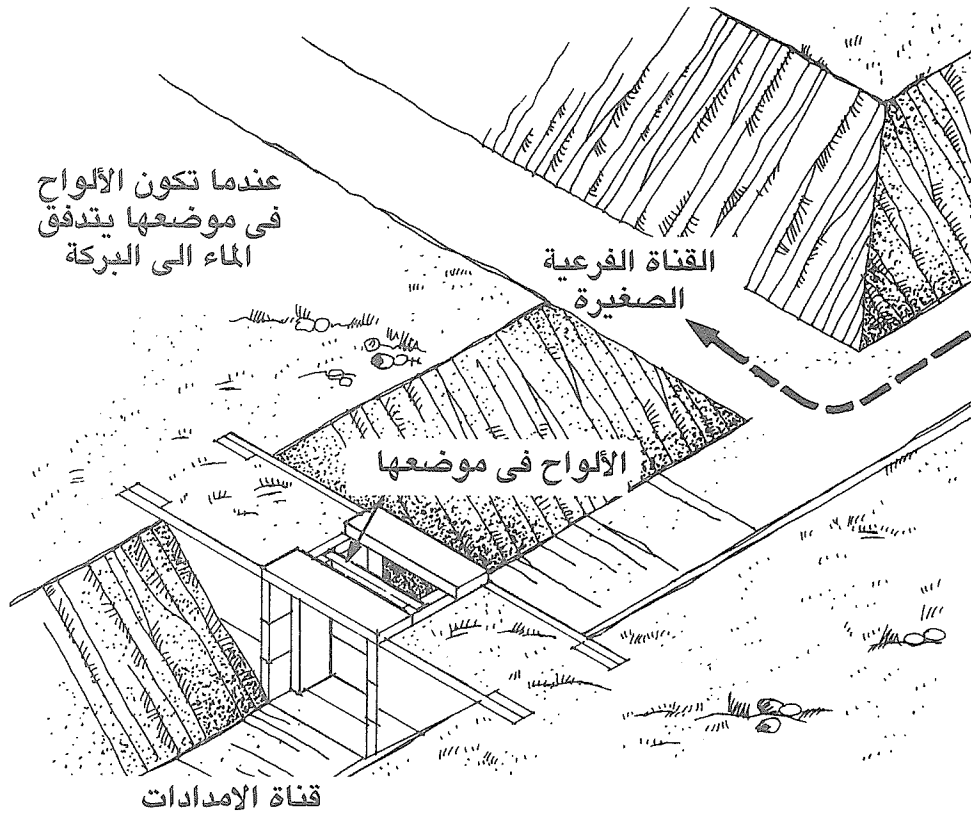 عندما تكون الألواح
فى موضعها يتدفق
الماء الى البركة
القناة الفرعية
الصغيرة
الألواح فى موضعها
قناة الامدادات